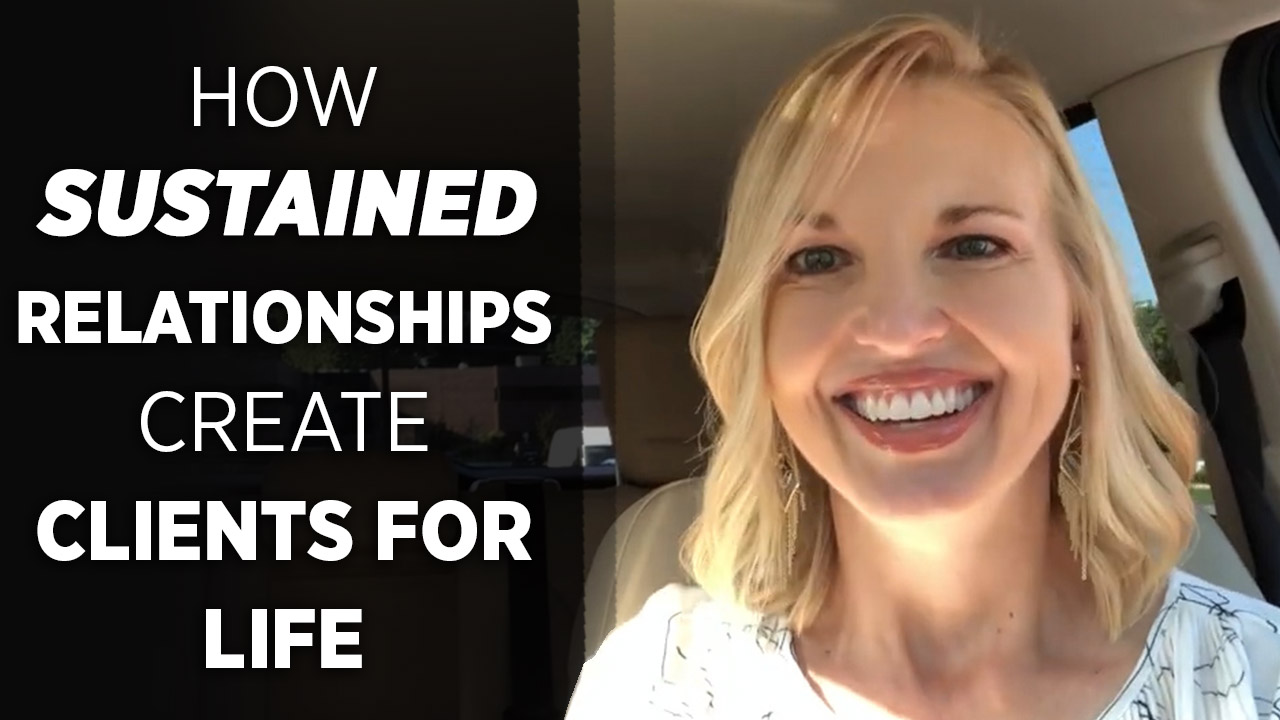 HOW
SUSTAINED
RELATIONSHIPS
CREATE
CLIENTS FOR
LIFE